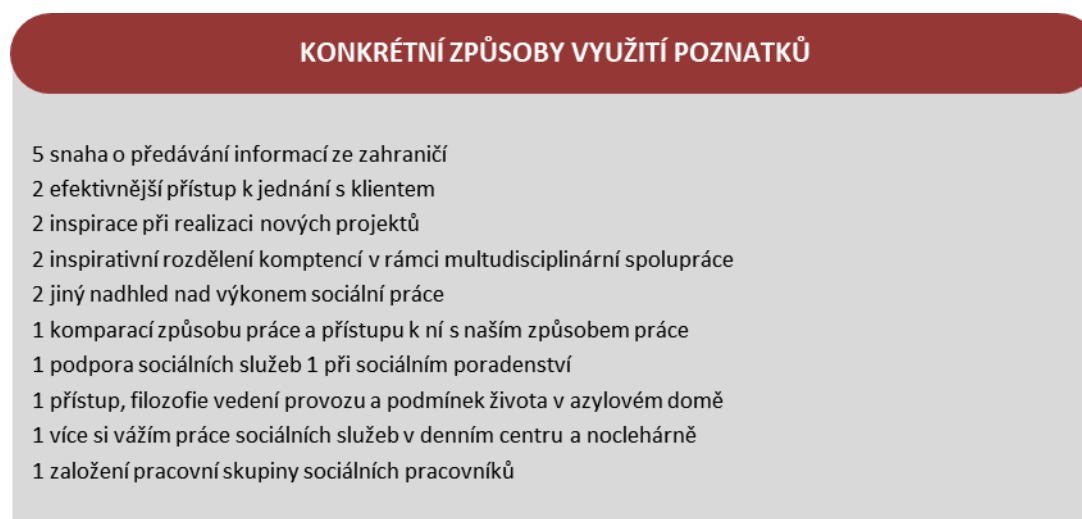 KONKRÉTNÍ ZPŮSOBY VYUŽITÍ POZNATKŮ
5 snaha o předávání informací ze zahraničí
2 efektivnější přístup k jednání s klientem
2 inspirace při realizaci nových projektů
2 inspirativní rozdělení komptencí v rámci multudisciplinární spolupráce
2 jiný nadhled nad výkonem sociální práce
1 komparací způsobu práce a přístupu k ní s naším způsobem práce
1 podpora sociálních služeb 1 při sociálním poradenství
1 přístup, filozofie vedení provozu a podmínek života v azylovém domě
1 více si vážím práce sociálních služeb v denním centru a noclehárně
1 založení pracovní skupiny sociálních pracovníků